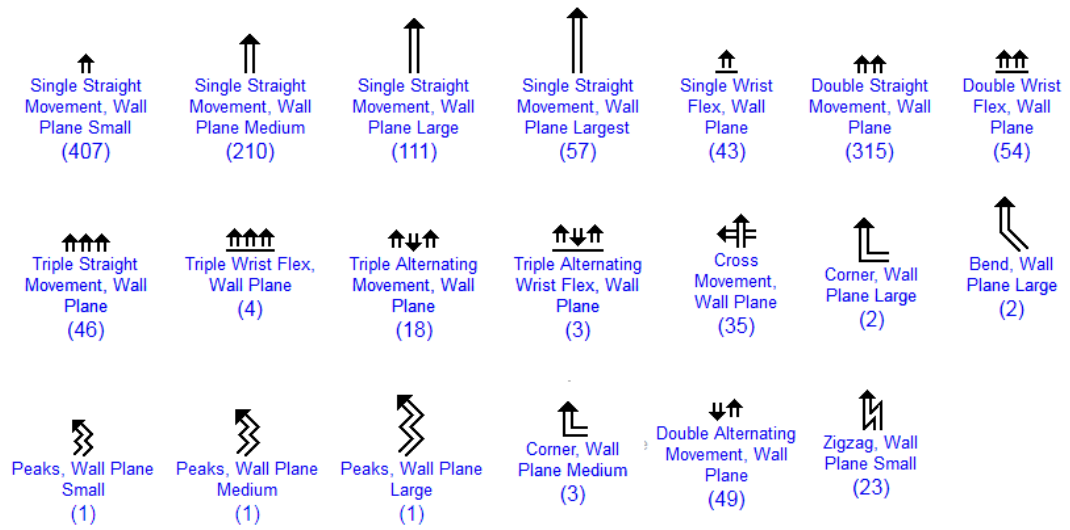 Single Straight
Movement, Wall
Plane Small
(407)
Single Straight
Movement, Wall
Plane Medium
(210)
Single Straight
Movement, Wall
Plane Large
(111)
Single Straight
Movement, Wall
Plane Largest
(57)
Single Wrist
Flex, Wall
Plane
(43)
Double Straight
Movement, Wall
Plane
(315)
Double Wrist
Flex, Wall
Plane
(54)
Triple Straight
Movement, Wall
Plane
(46)
Triple Wrist Flex,
Wall Plane
(4)
Triple Alternating
Movement, Wall
Plane
(18)
Triple Alternating
Wrist Flex, Wall
Plane
(3)
Cross
Movement,
Wall Plane
(35)
Corner, Wall
Plane Large
(2)
Bend, Wall
Plane Large
(2)
Peaks, Wall Plane
Small
(1)
Peaks, Wall Plane
Medium
(1)
Peaks, Wall Plane
Large
(1)
Corner, Wall
Plane Medium
(3)
Double Alternating
Movement, Wall
Plane
(49)
Zigzag, Wall
Plane Small
(23)